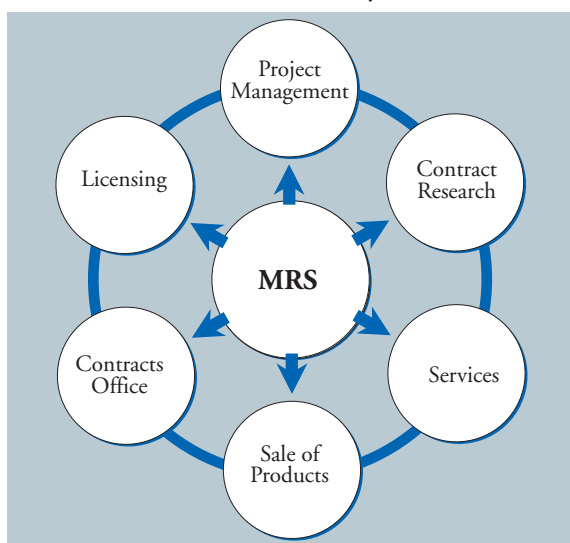 Project
Management
Licensing
Contract
Research
MRS
Contracts
Office
Services
Sale of
Products